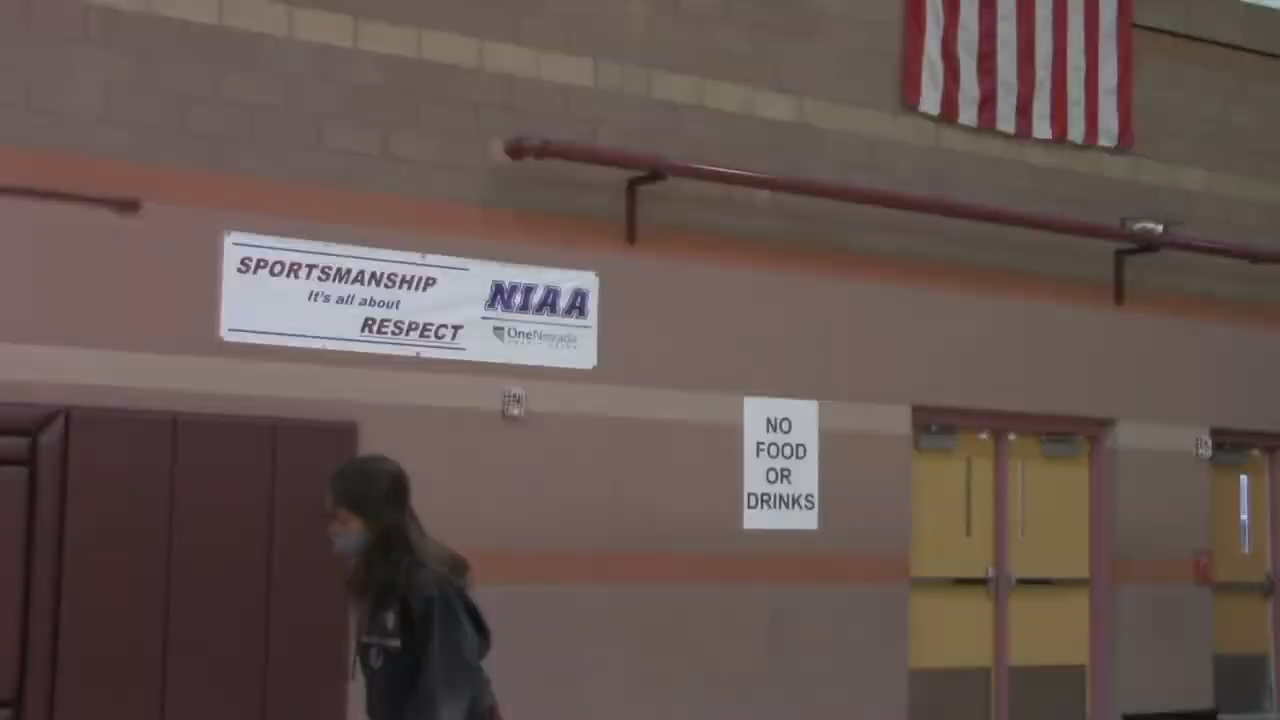 SPORTSMANSHIP
It's all about
RESPECT
NIAA
OneNevada
NO
FOOD
OR
DRINKS